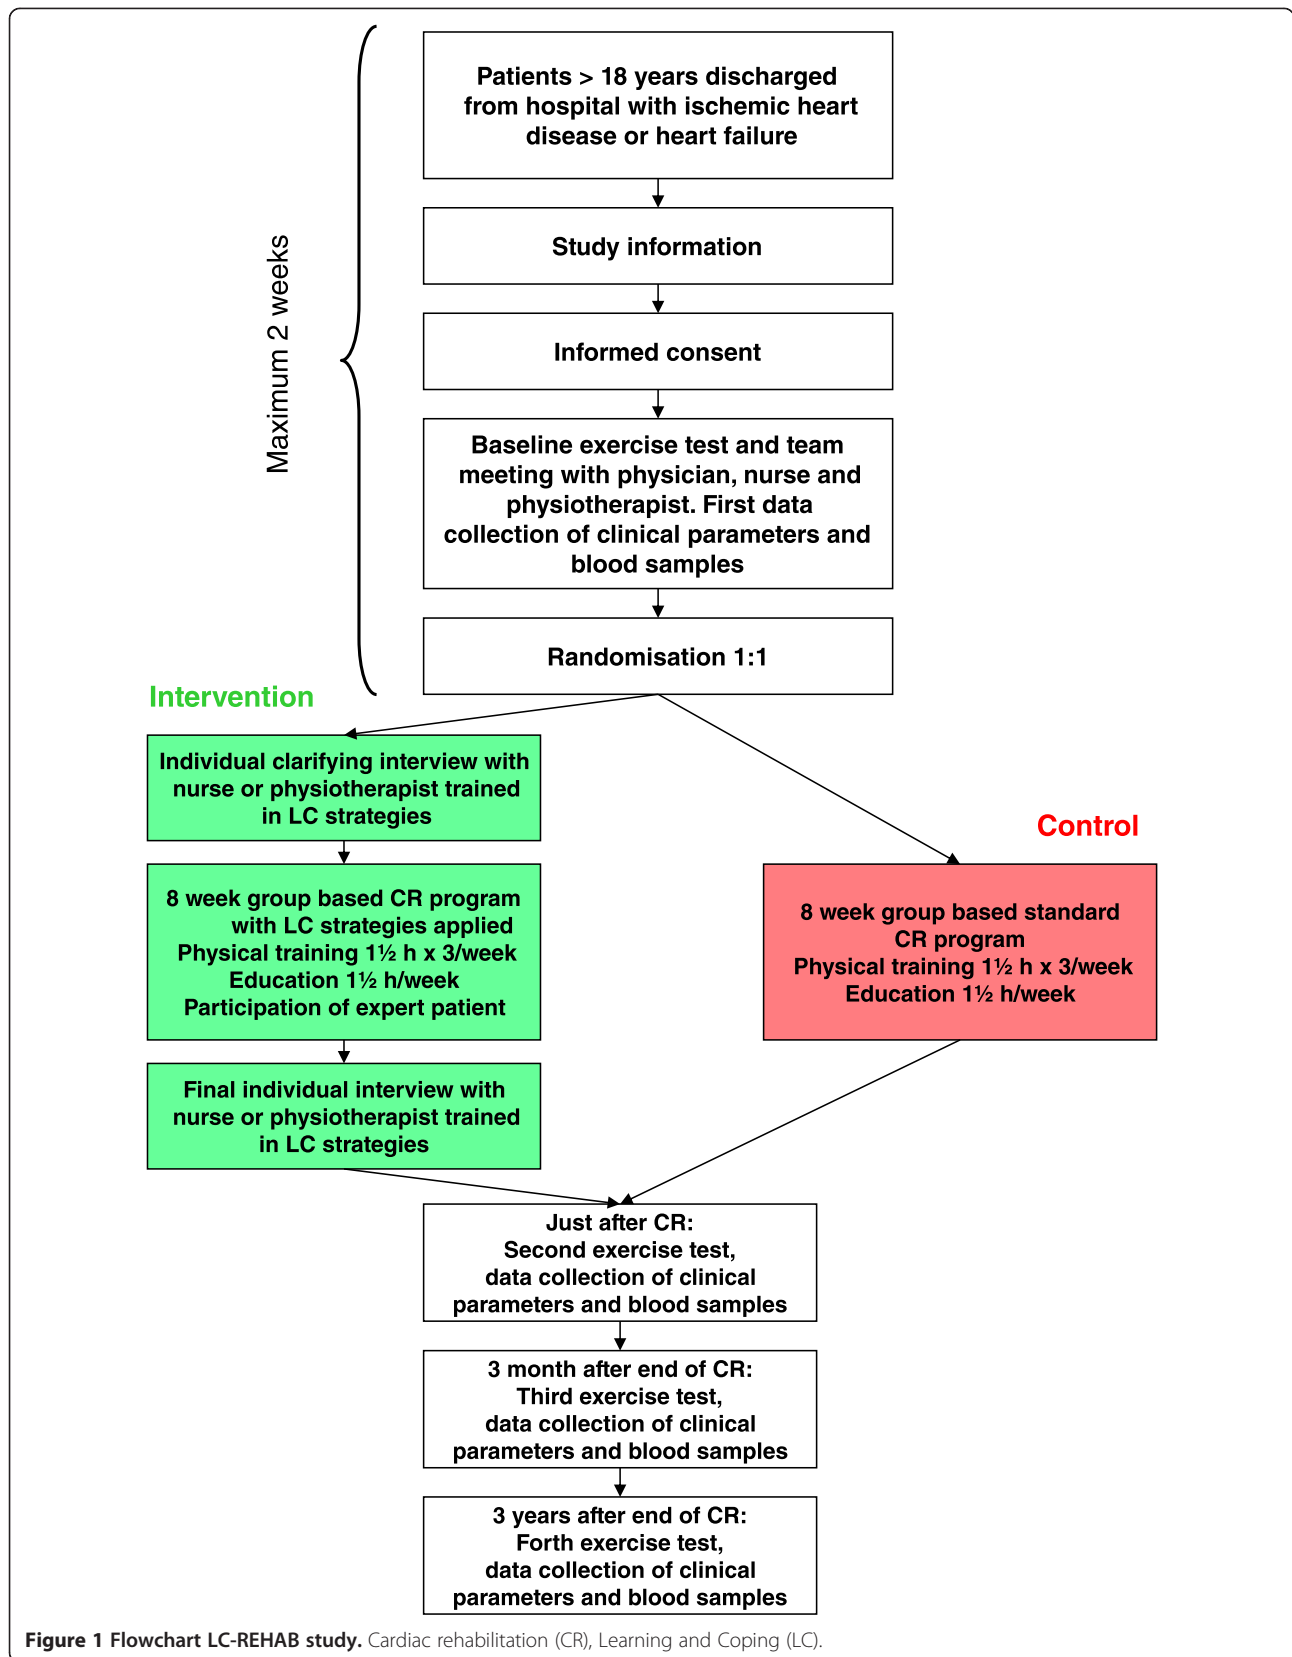 Maximum 2 weeks
Patients > 18 years discharged
from hospital with ischemic heart
disease or heart failure
Study information
Informed consent
Baseline exercise test and team
meeting with physician, nurse and
physiotherapist. First data
collection of clinical parameters and
blood samples
Randomisation 1:1
Intervention
Individual clarifying interview with
nurse or physiotherapist trained
in LC strategies
8 week group based CR program
with LC strategies applied
Physical training 1½ h x 3/week
Education 1½ h/week
Participation of expert patient
Final individual interview with
nurse or physiotherapist trained
in LC strategies
Control
8 week group based standard
CR program
Physical training 1½ h x 3/week
Education 1½ h/week
Just after CR:
Second exercise test,
data collection of clinical
parameters and blood samples
3 month after end of CR:
Third exercise test,
data collection of clinical
parameters and blood samples
3 years after end of CR:
Forth exercise test,
data collection of clinical
parameters and blood samples
Figure 1 Flowchart LC-REHAB study. Cardiac rehabilitation (CR), Learning and Coping (LC).